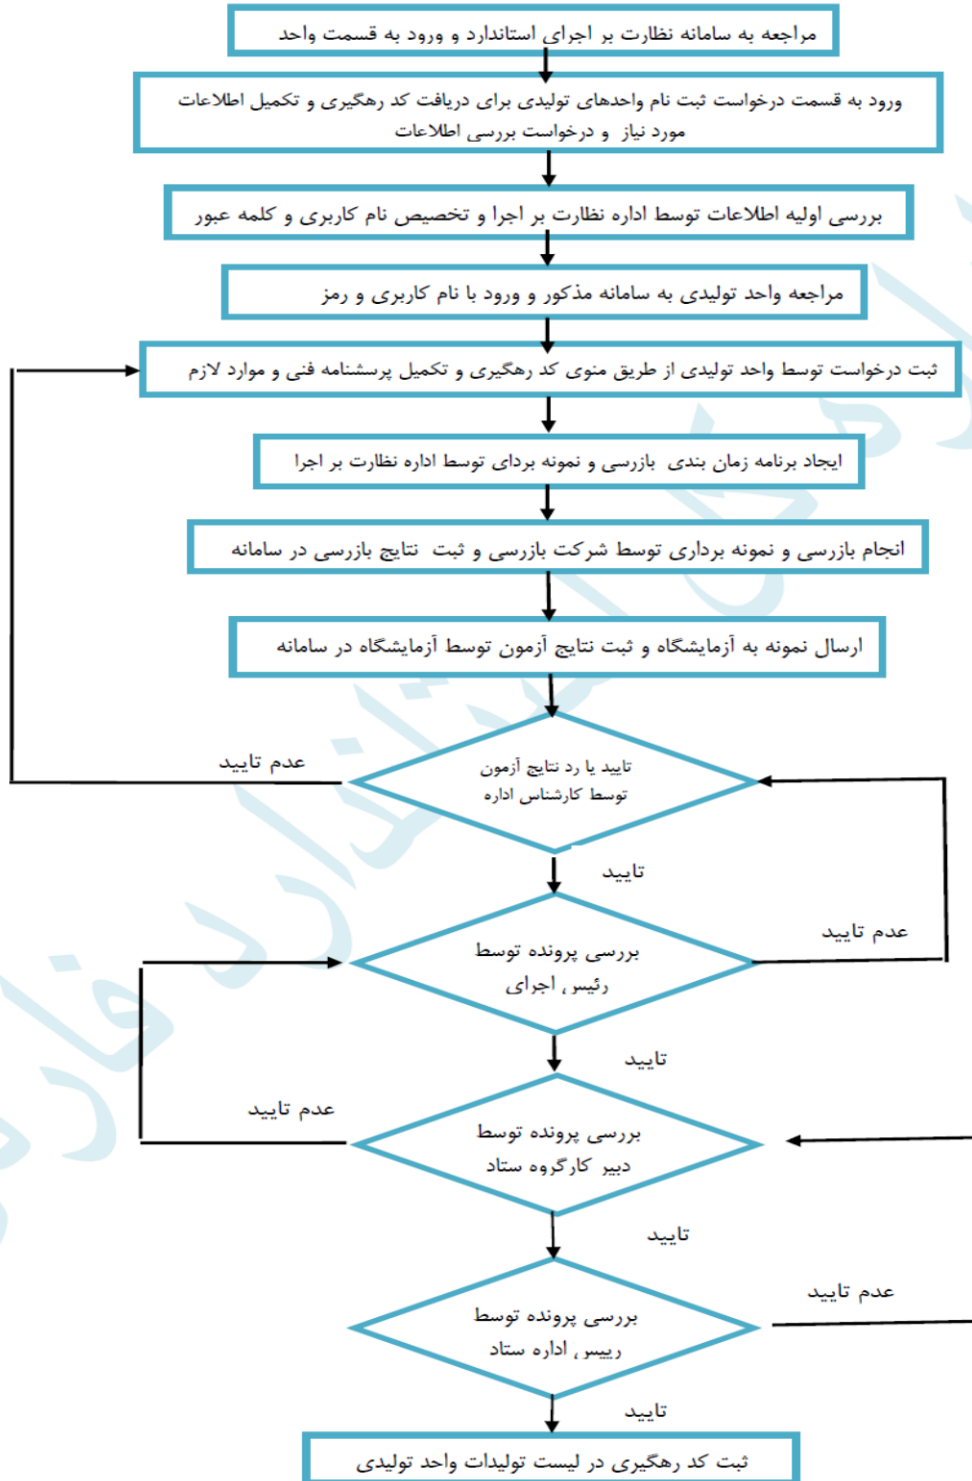 مراجعه به سامانه نظارت بر اجرای استاندارد و ورود به قسمت واحد
ورود به قسمت درخواست ثبت نام واحدهای تولیدی برای دریافت کد رهگیری و تکمیل اطلاعات
مورد نیاز و درخواست بررسی اطلاعات
بررسی اولیه اطلاعات توسط اداره نظارت بر اجرا و تخصیص نام کاربری و کلمه عبور
مراجعه واحد تولیدی به سامانه مذکور و ورود با نام کاربری و رمز
ثبت درخواست توسط واحد تولیدی از طریق منوی کد رهگیری و تکمیل پرسشنامه فنی و موارد لازم
ایجاد برنامه زمان بندی بازرسی و نمونه بردای توسط اداره نظارت بر اجرا
انجام بازرسی و نمونه برداری توسط شرکت بازرسی و ثبت نتایج بازرسی در سامانه
ارسال نمونه به آزمایشگاه و ثبت نتایج آزمون توسط آزمایشگاه در سامانه
تایید یا رد نتایج آزمون
توسط کارشناس اداره
عدم تایید
تایید
بررسی پرونده توسط
رئیس اجرای
عدم تایید
تایید
بررسی پرونده توسط
دبیر کارگروه ستاد
عدم تایید
تایید
بررسی پرونده توسط
رییس اداره ستاد
عدم تایید
تایید
ثبت کد رهگیری در لیست تولیدات واحد تولیدی